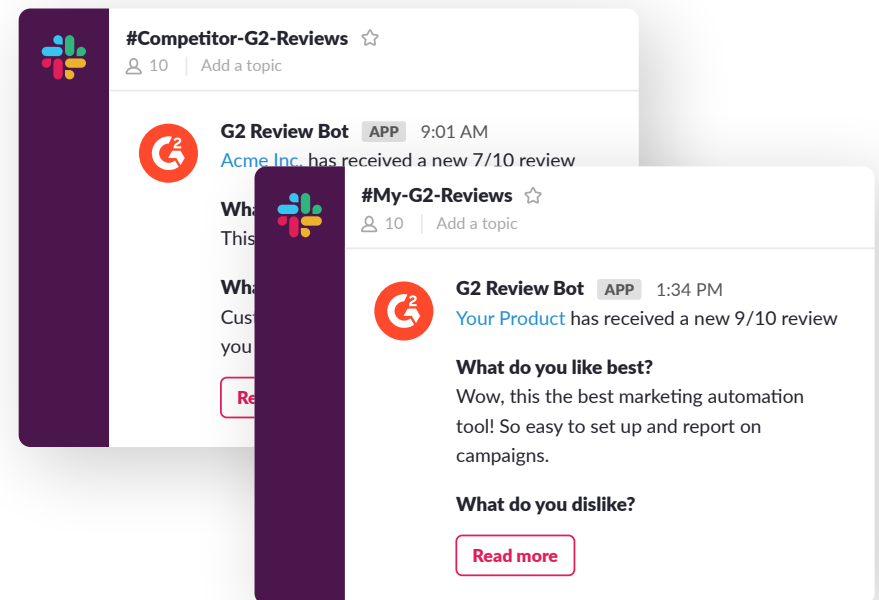 #Competitor-G2-Reviews
10 Add a topic
G2 Review Bot APP 9:01 AM
Acme Inc. has received a new 7/10 review
This
you
#My-G2-Reviews
10 Add a topic
G2 Review Bot APP 1:34 PM
Your Product has received a new 9/10 review
What do you like best?
Wow, this the best marketing automation
tool! So easy to set up and report on
campaigns.
What do you dislike?
Read more